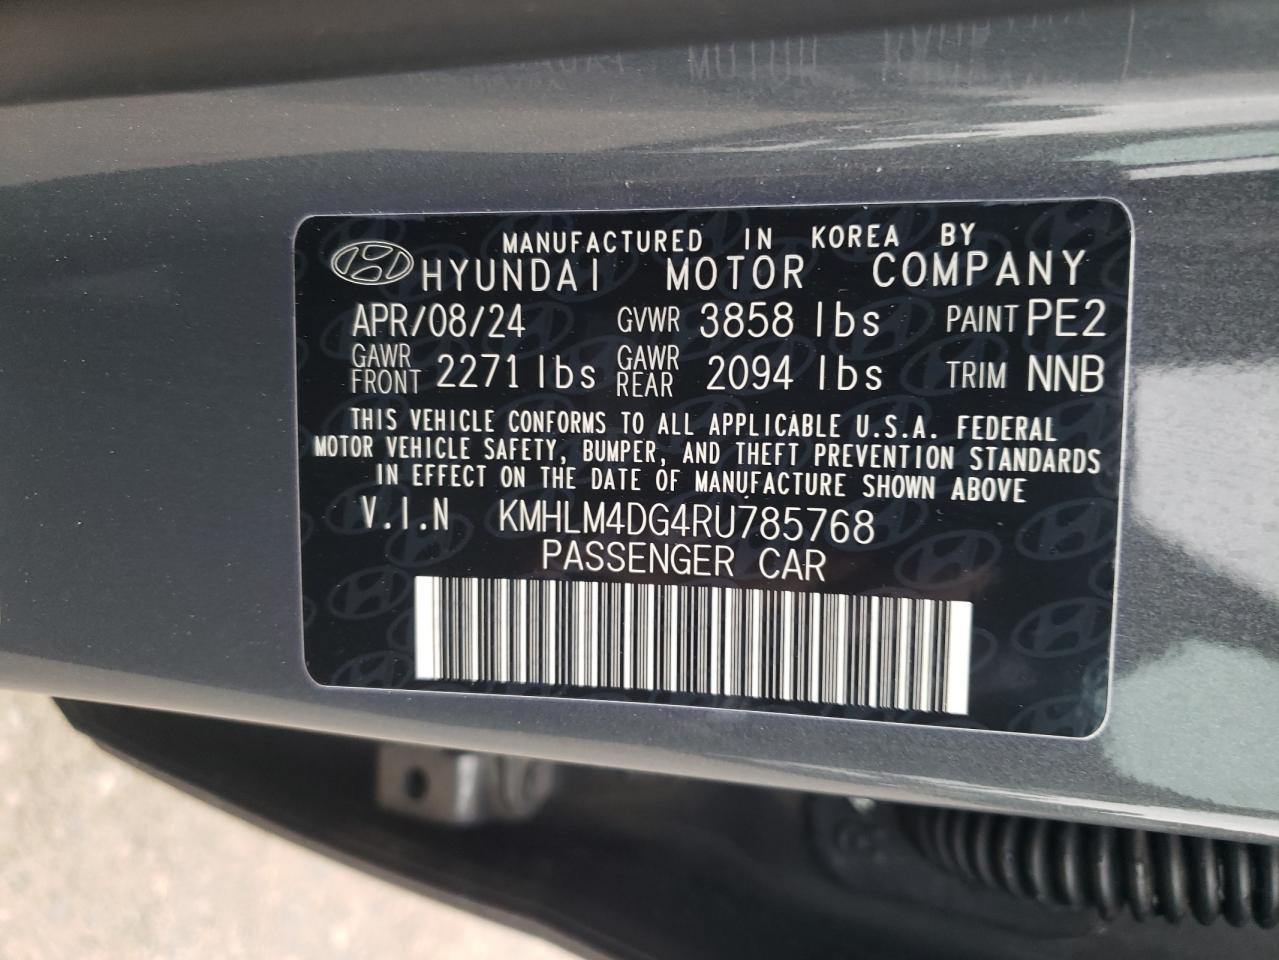 MANUFACTURED IN KOREA BY
HYUNDAI MOTOR COMPANY
APR/08/24 GVWR 3858 lbs PAINT PE2
GAWR FRONT 2271 lbs GAWR REAR 2094 lbs TRIM NNB
THIS VEHICLE CONFORMS TO ALL APPLICABLE U.S.A. FEDERAL
MOTOR VEHICLE SAFETY, BUMPER, AND THEFT PREVENTION STANDARDS
IN EFFECT ON THE DATE OF MANUFACTURE SHOWN ABOVE
V.I.N KMHLM4DG4RU785768
PASSENGER CAR